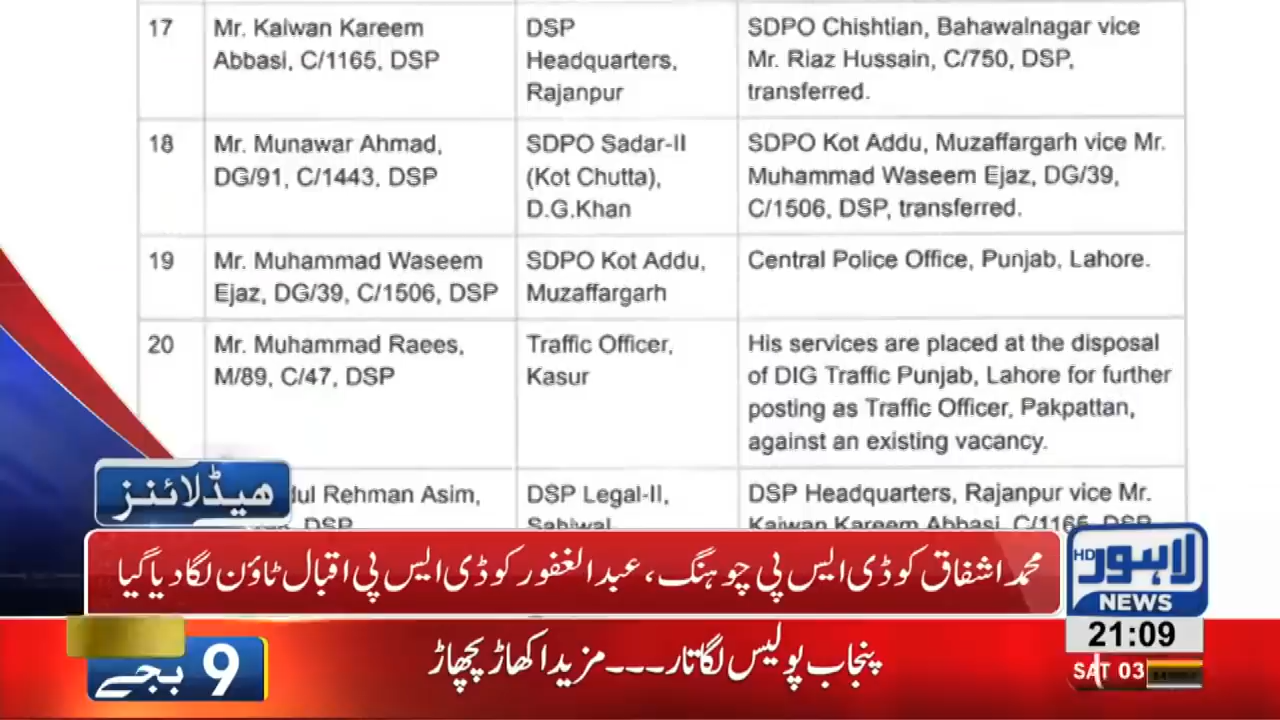 17 Mr. Kalwan Kareem DSP SDPO Chishtian, Bahawalnagar vice
Abbasi, C/1165, DSP Headquarters, Mr. Riaz Hussain, C/750, DSP,
Rajanpur transferred.
18 Mr. Munawar Ahmad, SDPO Sadar-II SDPO Kot Addu, Muzaffargarh vice Mr.
DG/91, C/1443, DSP (Kot Chutta), Muhammad Waseem Ejaz, DG/39,
D.G.Khan C/1506, DSP, transferred.
19 Mr. Muhammad Waseem SDPO Kot Addu, Central Police Office, Punjab, Lahore.
Ejaz, DG/39, C/1506, DSP Muzaffargarh
20 Mr. Muhammad Raees, Traffic Officer, His services are placed at the disposal
M/89, C/47, DSP Kasur of DIG Traffic Punjab, Lahore for further
posting as Traffic Officer, Pakpattan,
against an existing vacancy.
ہیڈلائنز
Rehman Asim, DSP Legal-II, DSP Headquarters, Rajanpur vice Mr.
DSP Sahiwal Kaiwan Kareem Abbasi, C/1165, DSP
محمد اشفاق کو ڈی ایس پی چوہنگ، عبدالغفور کو ڈی ایس پی اقبال ٹاؤن لگا دیا گیا
لاہور HD
NEWS
21:09
SAT 03
9 بجے
پنجاب پولیس لگاتار۔۔۔ مزید اکھاڑ پچھاڑ